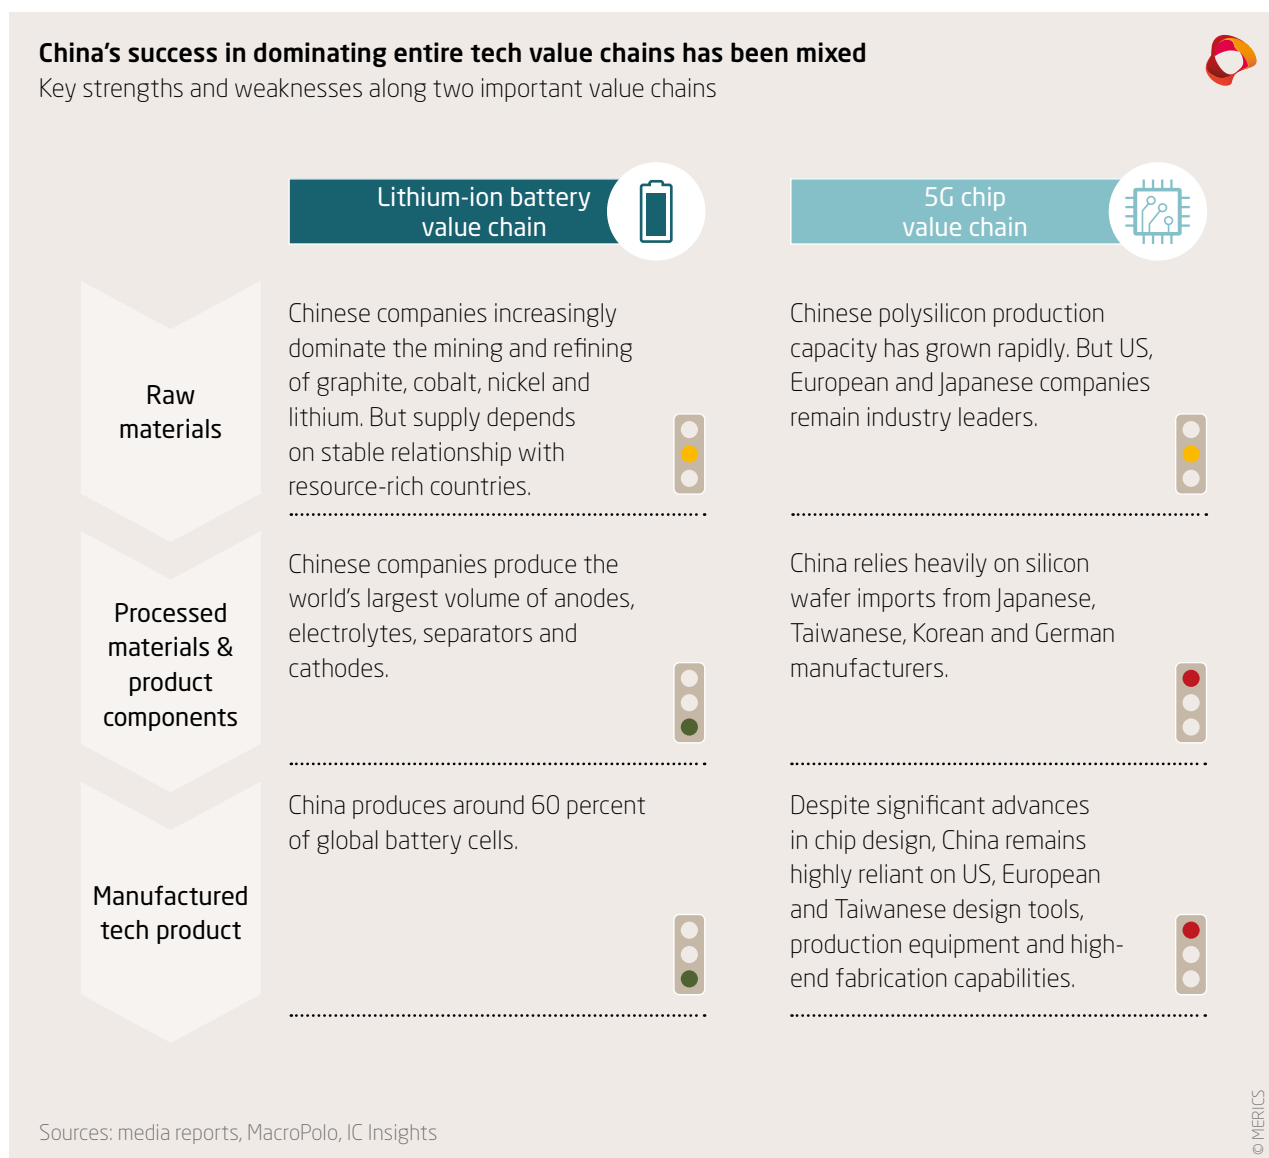 China's success in dominating entire tech value chains has been mixed
Key strengths and weaknesses along two important value chains
Lithium-ion battery
value chain
5G chip
value chain
Raw
materials
Chinese companies increasingly
dominate the mining and refining
of graphite, cobalt, nickel and
lithium. But supply depends
on stable relationship with
resource-rich countries.
Chinese polysilicon production
capacity has grown rapidly. But US,
European and Japanese companies
remain industry leaders.
Processed
materials &
product
components
Chinese companies produce the
world's largest volume of anodes,
electrolytes, separators and
cathodes.
China relies heavily on silicon
wafer imports from Japanese,
Taiwanese, Korean and German
manufacturers.
Manufactured
tech product
China produces around 60 percent
of global battery cells.
Despite significant advances
in chip design, China remains
highly reliant on US, European
and Taiwanese design tools,
production equipment and high-
end fabrication capabilities.
Sources: media reports, MacroPolo, IC Insights
© MERICS